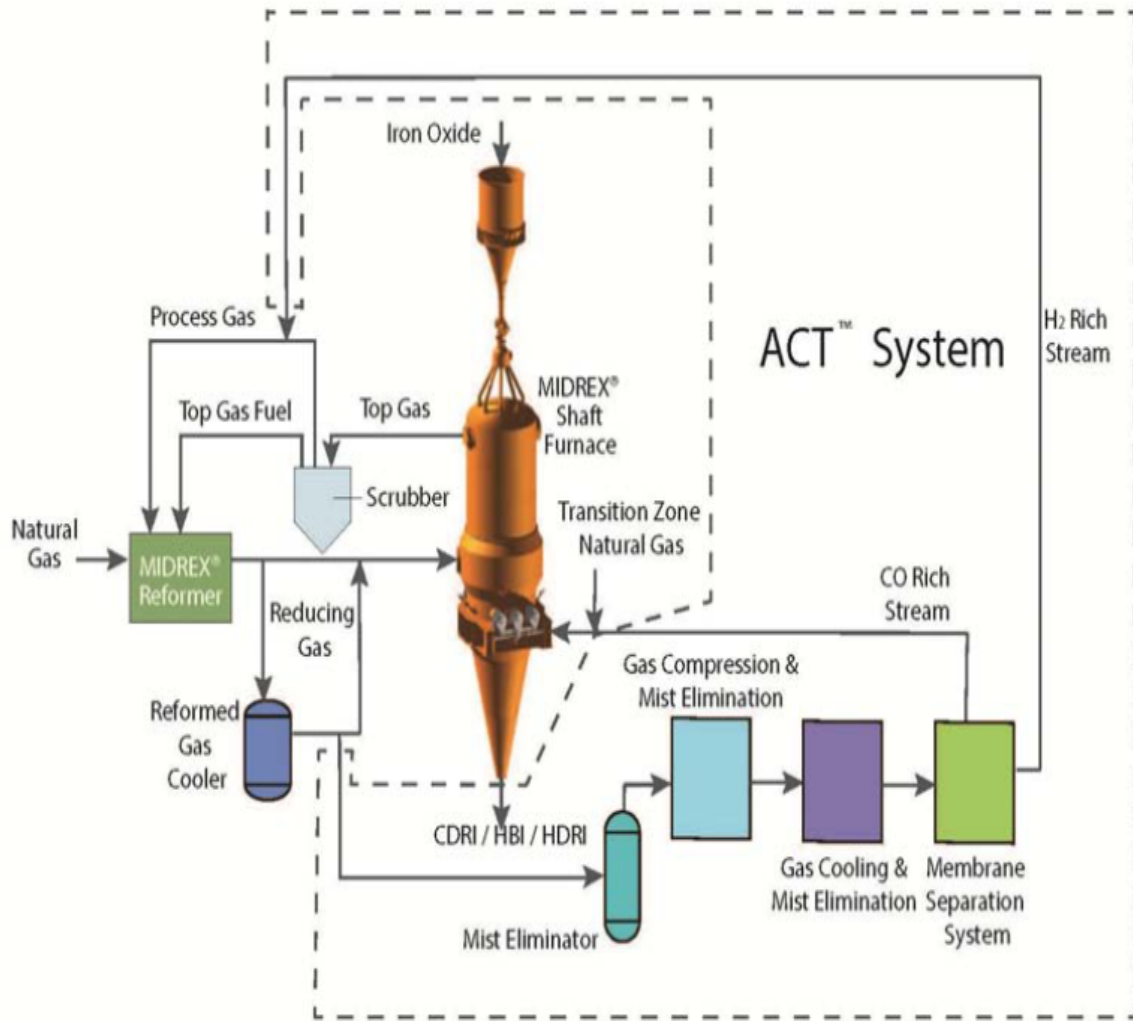 Iron Oxide
Process Gas
ACT™ System
H2 Rich
Stream
MIDREX®
Shaft
Furnace
Top Gas Fuel
Top Gas
Scrubber
Natural
Gas
MIDREX®
Reformer
Transition Zone
Natural Gas
CO Rich
Stream
Reducing
Gas
Gas Compression &
Mist Elimination
Reformed
Gas
Cooler
CDRI / HBI / HDRI
Mist Eliminator
Gas Cooling &
Mist Elimination
Membrane
Separation
System